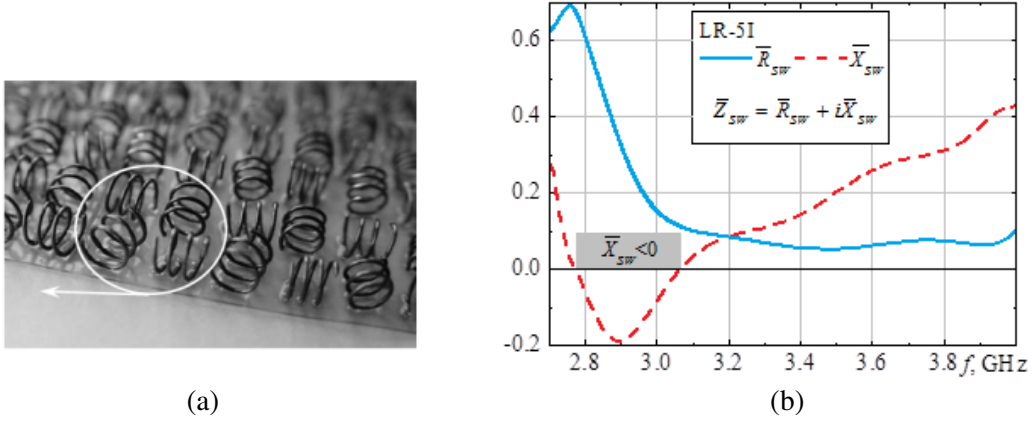 LR-5I
R̅sw X̅sw
Z̅sw = R̅sw + iX̅sw
0.6
0.4
0.2
0.0
-0.2
X̅sw<0
2.8 3.0 3.2 3.4 3.6 3.8 f, GHz
(a) (b)